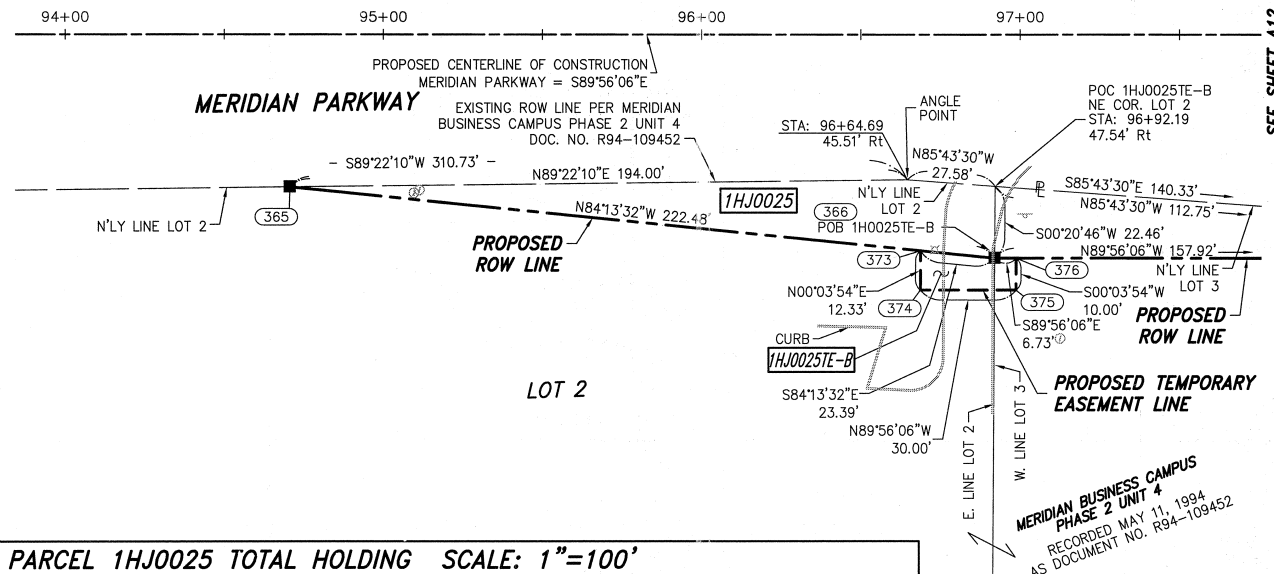 94+00
95+00
96+00
97+00
SEE SHEET A12
PROPOSED CENTERLINE OF CONSTRUCTION
MERIDIAN PARKWAY = S89°56'06"E
MERIDIAN PARKWAY
EXISTING ROW LINE PER MERIDIAN
BUSINESS CAMPUS PHASE 2 UNIT 4
DOC. NO. R94-109452
STA: 96+64.69
45.51' Rt
ANGLE
POINT
POC 1HJ0025TE-B
NE COR. LOT 2
STA: 96+92.19
47.54' Rt
- S89°22'10"W 310.73' -
N89°22'10"E 194.00'
N85°43'30"W
27.58'
S85°43'30"E 140.33'
N85°43'30"W 112.75'
N'LY LINE LOT 2
365
1HJ0025
N'LY LINE
LOT 2
366
N84°13'32"W 222.48'
POB 1H0025TE-B
S00°20'46"W 22.46'
N89°56'06"W 157.92'
N'LY LINE
LOT 3
PROPOSED
ROW LINE
373
376
N00°03'54"E
12.33'
374
375
S00°03'54"W
10.00'
S89°56'06"E
6.73'
PROPOSED
ROW LINE
CURB
1HJ0025TE-B
LOT 2
S84°13'32"E
23.39'
N89°56'06"W
30.00'
PROPOSED TEMPORARY
EASEMENT LINE
E. LINE LOT 2
W. LINE LOT 3
MERIDIAN BUSINESS CAMPUS
PHASE 2 UNIT 4
RECORDED MAY 11, 1994
AS DOCUMENT NO. R94-109452
PARCEL 1HJ0025 TOTAL HOLDING SCALE: 1"=100'